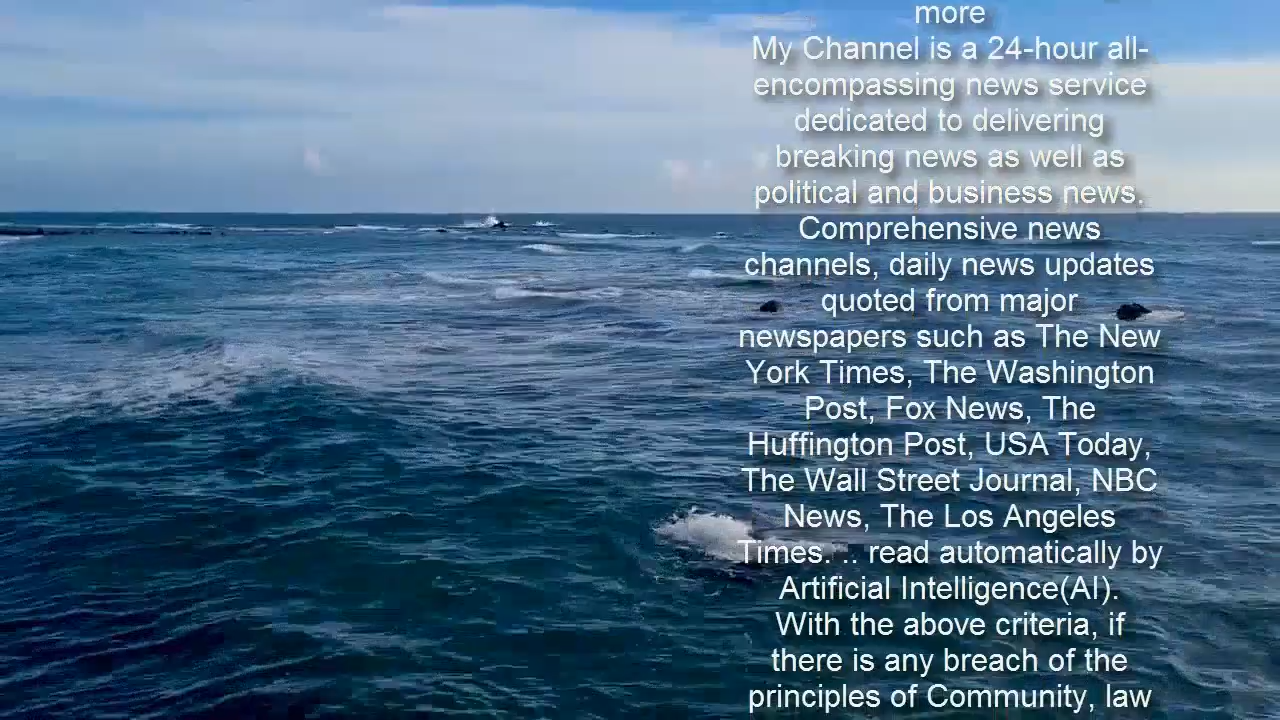 more
My Channel is a 24-hour all-
encompassing news service
dedicated to delivering
breaking news as well as
political and business news.
Comprehensive news
channels, daily news updates
quoted from major
newspapers such as The New
York Times, The Washington
Post, Fox News, The
Huffington Post, USA Today,
The Wall Street Journal, NBC
News, The Los Angeles
Times. .. read automatically by
Artificial Intelligence(AI).
With the above criteria, if
there is any breach of the
principles of Community, law